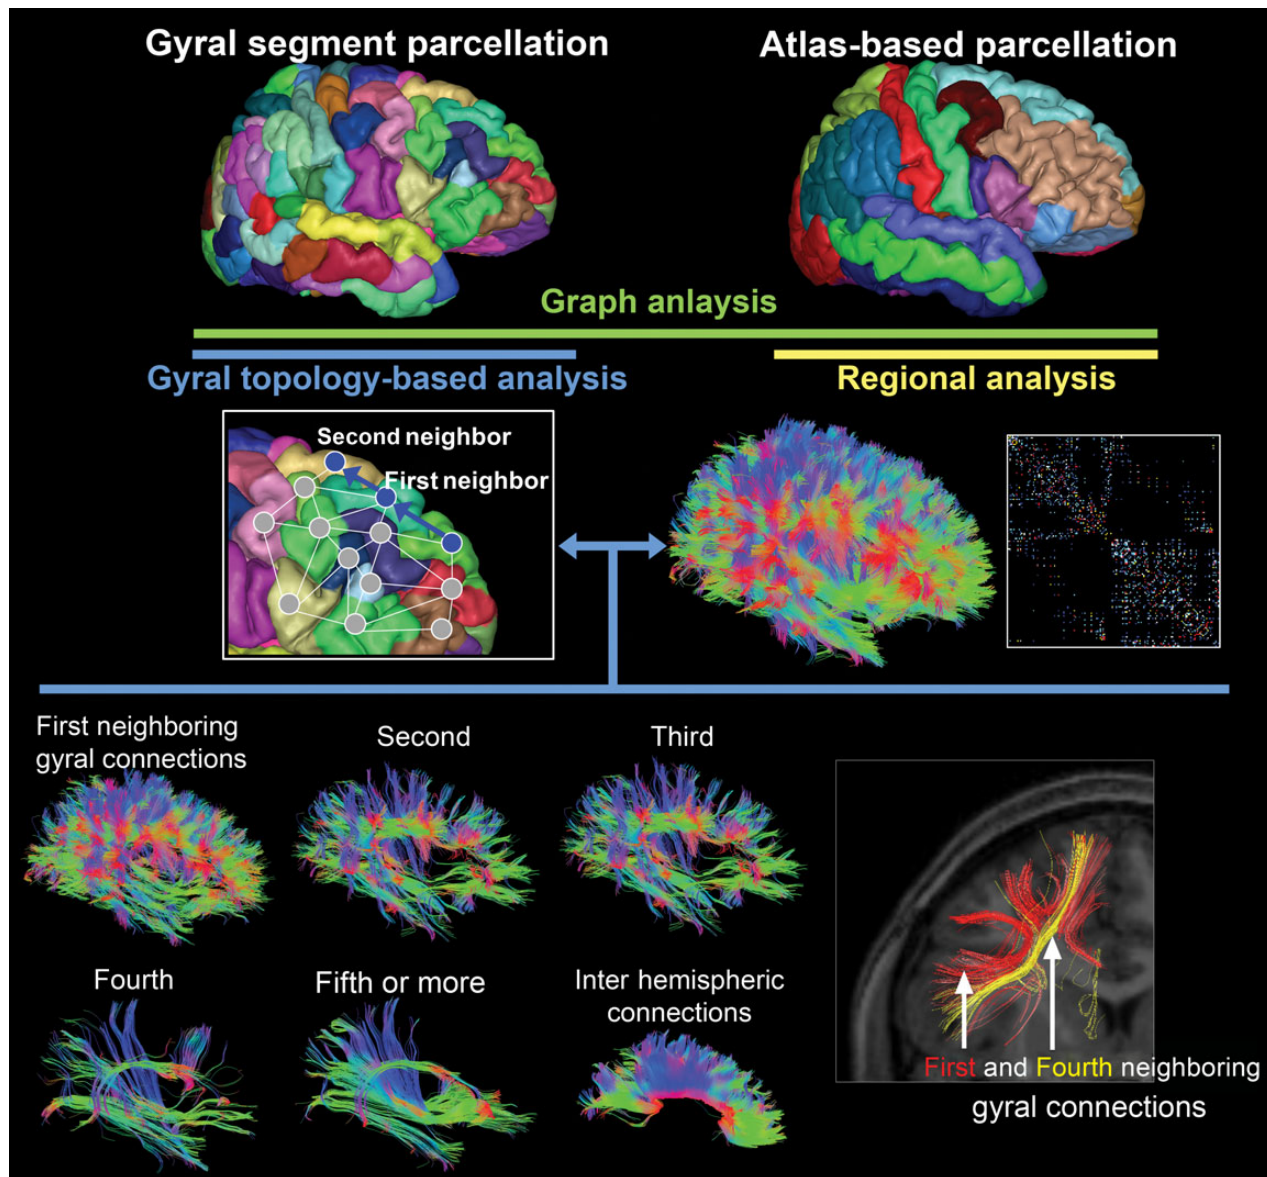 Gyral segment parcellation
Atlas-based parcellation
Graph anlaysis
Gyral topology-based analysis
Regional analysis
Second neighbor
First neighbor
First neighboring
gyral connections
Second
Third
Fourth
Fifth or more
Inter hemispheric
connections
First and Fourth neighboring
gyral connections